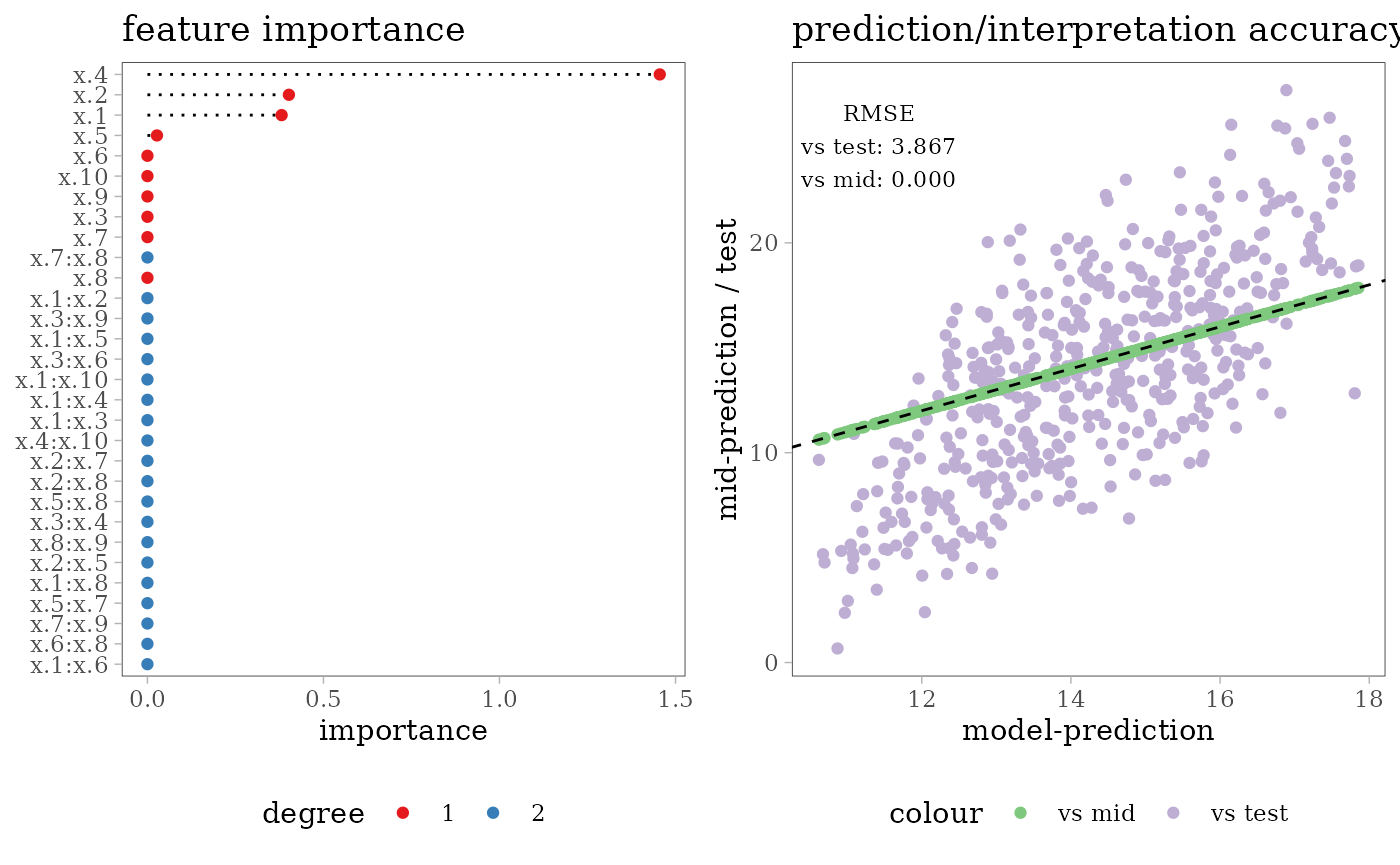 feature importance
x.4
x.2
x.1
x.5
x.6
x.10
x.9
x.3
x.7
x.7:x.8
x.8
x.1:x.2
x.3:x.9
x.1:x.5
x.3:x.6
x.1:x.10
x.1:x.4
x.1:x.3
x.4:x.10
x.2:x.7
x.2:x.8
x.5:x.8
x.3:x.4
x.8:x.9
x.2:x.5
x.1:x.8
x.5:x.7
x.7:x.9
x.6:x.8
x.1:x.6
0.0 0.5 1.0 1.5
importance
degree 1 2
prediction/interpretation accuracy
RMSE
vs test: 3.867
vs mid: 0.000
mid-prediction / test
20
10
0
12 14 16 18
model-prediction
colour vs mid vs test